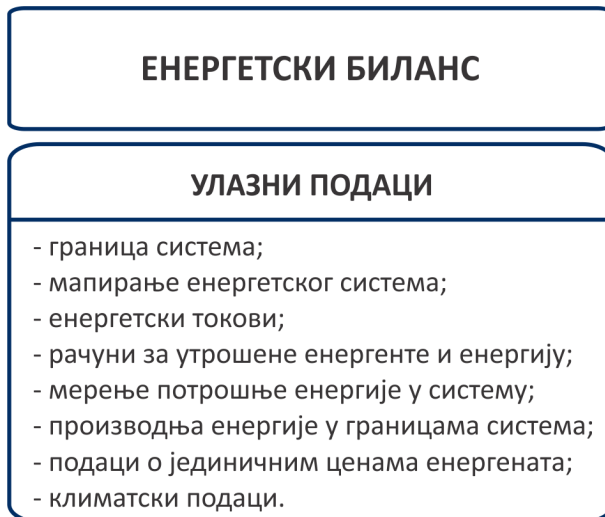 ЕНЕРГЕТСКИ БИЛАНС
УЛАЗНИ ПОДАЦИ
- граница система;
- мапирање енергетског система;
- енергетски токови;
- рачуни за утрошене енергенте и енергију;
- мерење потрошње енергије у систему;
- производња енергије у границама система;
- подаци о јединичним ценама енергената;
- климатски подаци.